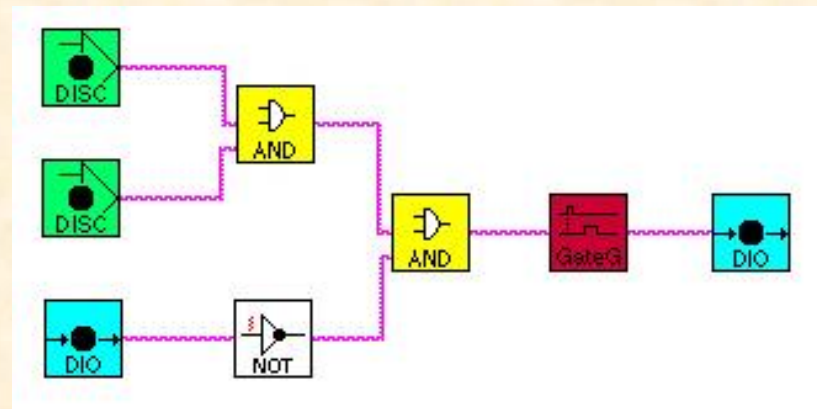 DISC
AND
DISC
AND
GateG
DIO
DIO
NOT